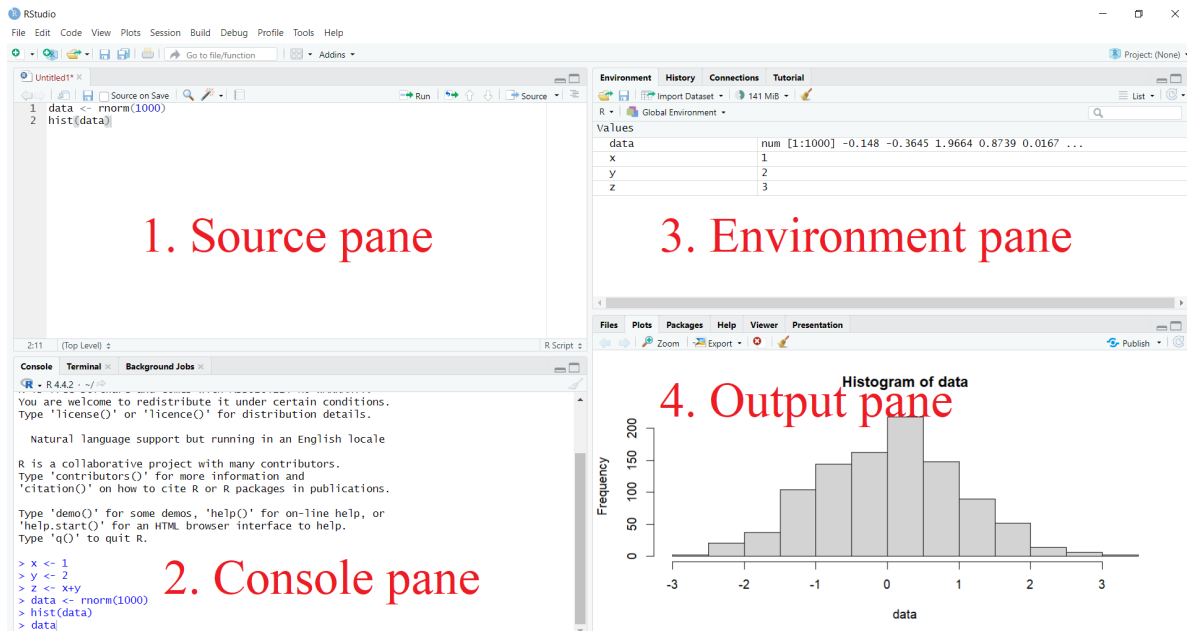 RStudio
File Edit Code View Plots Session Build Debug Profile Tools Help
Go to file/function Addins Project: (None)
Untitled1*
Source on Save Run Source
1 data <- rnorm(1000)
2 hist(data)
1. Source pane
2:11 (Top Level) R Script
Console Terminal Background Jobs
R R 4.4.2 · ~/
You are welcome to redistribute it under certain conditions.
Type 'license()' or 'licence()' for distribution details.
Natural language support but running in an English locale
R is a collaborative project with many contributors.
Type 'contributors()' for more information and
'citation()' on how to cite R or R packages in publications.
Type 'demo()' for some demos, 'help()' for on-line help, or
'help.start()' for an HTML browser interface to help.
Type 'q()' to quit R.
> x <- 1
> y <- 2
> z <- x+y
> data <- rnorm(1000)
> hist(data)
> data
2. Console pane
Environment History Connections Tutorial
Import Dataset 141 MiB List
R Global Environment
Values
data num [1:1000] -0.148 -0.3645 1.9664 0.8739 0.0167 ...
x 1
y 2
z 3
3. Environment pane
Files Plots Packages Help Viewer Presentation
Zoom Export Publish
Histogram of data
4. Output pane
Frequency
200
150
100
50
0
-3 -2 -1 0 1 2 3
data